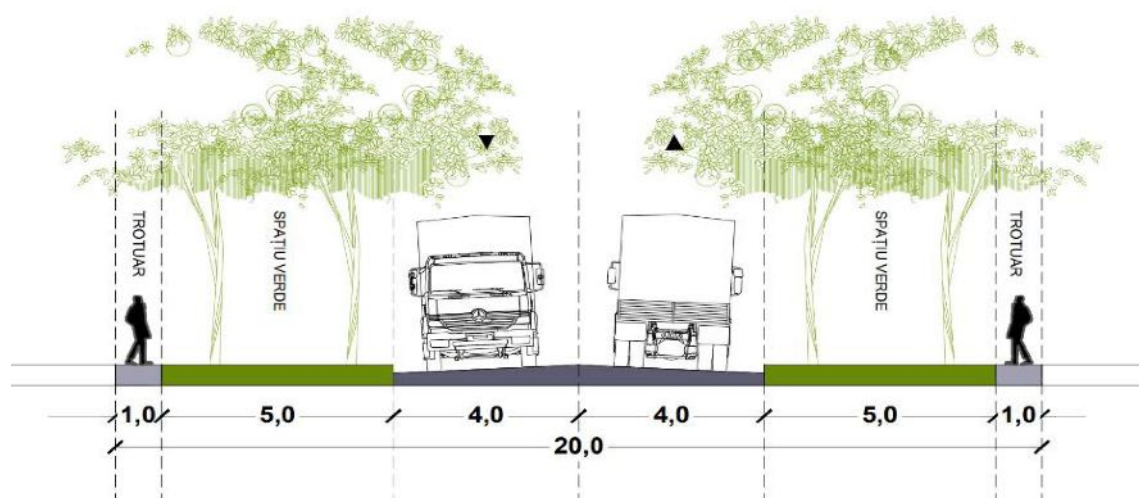 TROTUAR
SPAȚIU VERDE
SPAȚIU VERDE
TROTUAR
1,0 5,0 4,0 4,0 5,0 1,0
20,0